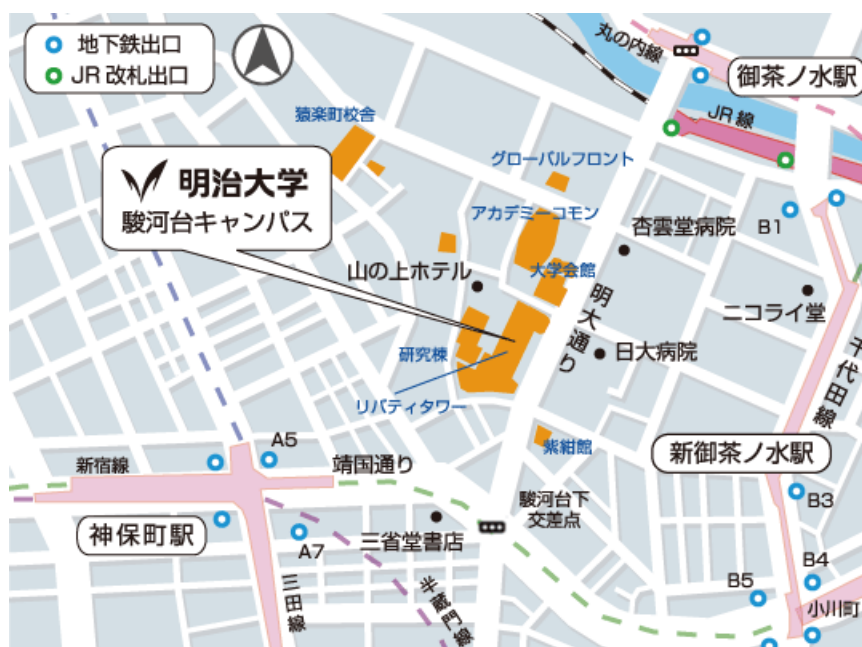 地下鉄出口
JR改札出口
丸の内線
御茶ノ水駅
JR線
猿楽町校舎
グローバルフロント
明治大学
駿河台キャンパス
アカデミーコモン
B1
杏雲堂病院
大学会館
山の上ホテル
明大通り
ニコライ堂
研究棟
日大病院
千代田線
リバティタワー
紫紺館
新御茶ノ水駅
A5
新宿線
靖国通り
駿河台下
交差点
B3
神保町駅
A7
三省堂書店
三田線
半蔵門線
B4
B5
小川町